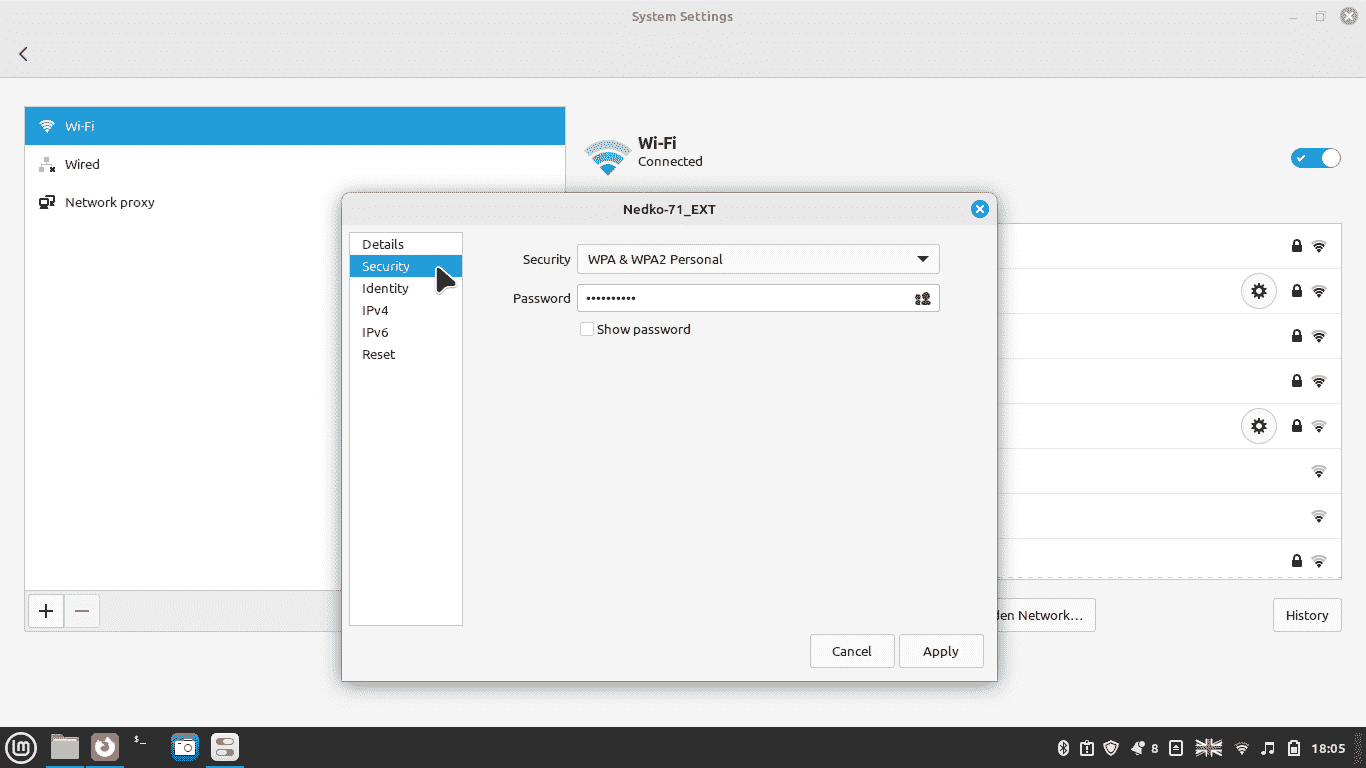 System Settings
Wi-Fi
Wired
Network proxy
Wi-Fi
Connected
Nedko-71_EXT
Details
Security
Identity
IPv4
IPv6
Reset
Security
WPA & WPA2 Personal
Password
••••••••••
Show password
Cancel
Apply
den Network…
History
$_
lm
8
18:05